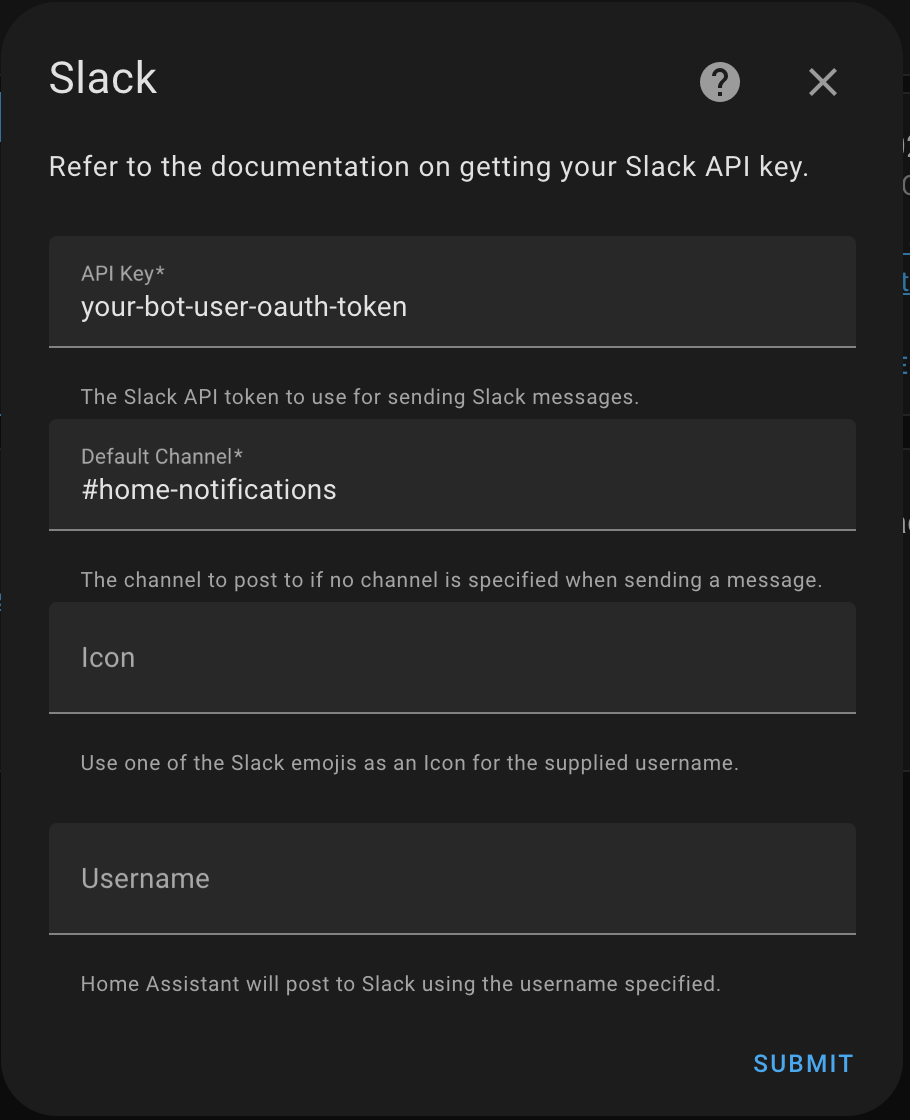 Slack
Refer to the documentation on getting your Slack API key.
API Key*
your-bot-user-oauth-token
The Slack API token to use for sending Slack messages.
Default Channel*
#home-notifications
The channel to post to if no channel is specified when sending a message.
Icon
Use one of the Slack emojis as an Icon for the supplied username.
Username
Home Assistant will post to Slack using the username specified.
SUBMIT